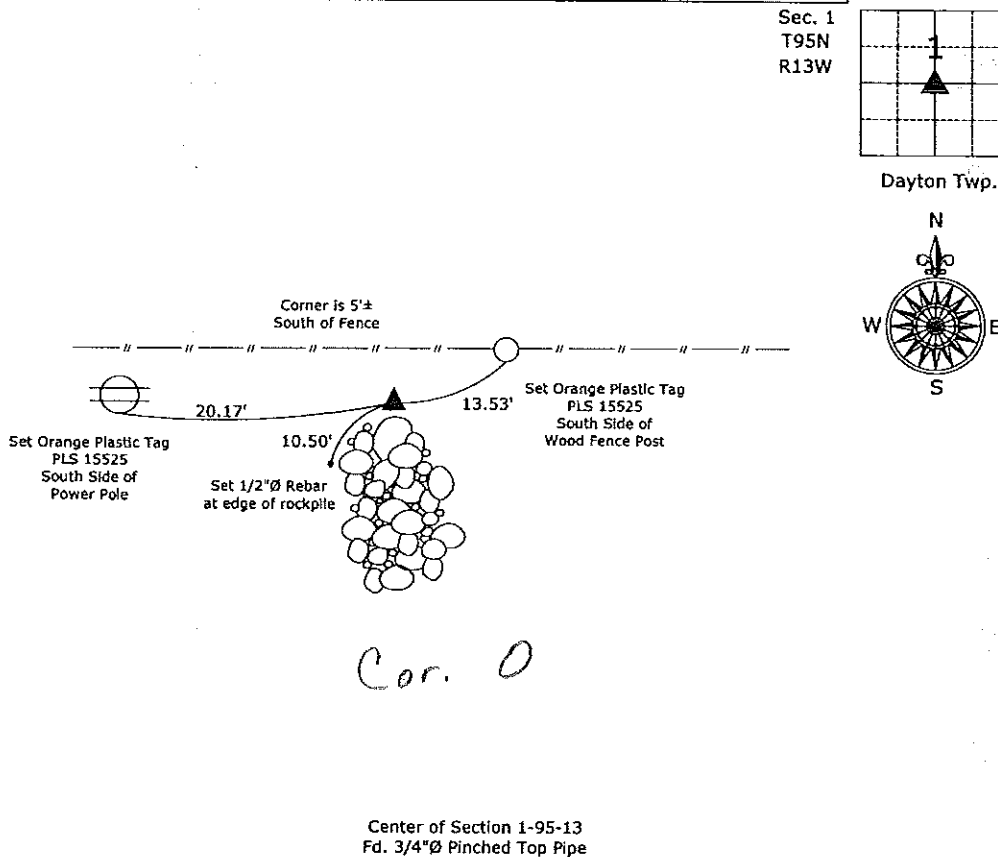 Sec. 1
T95N
R13W
1
Dayton Twp.
N
W
E
S
Corner is 5'±
South of Fence
20.17'
13.53'
10.50'
Set Orange Plastic Tag
PLS 15525
South Side of
Wood Fence Post
Set Orange Plastic Tag
PLS 15525
South Side of
Power Pole
Set 1/2"Ø Rebar
at edge of rockpile
Cor. O
Center of Section 1-95-13
Fd. 3/4"Ø Pinched Top Pipe